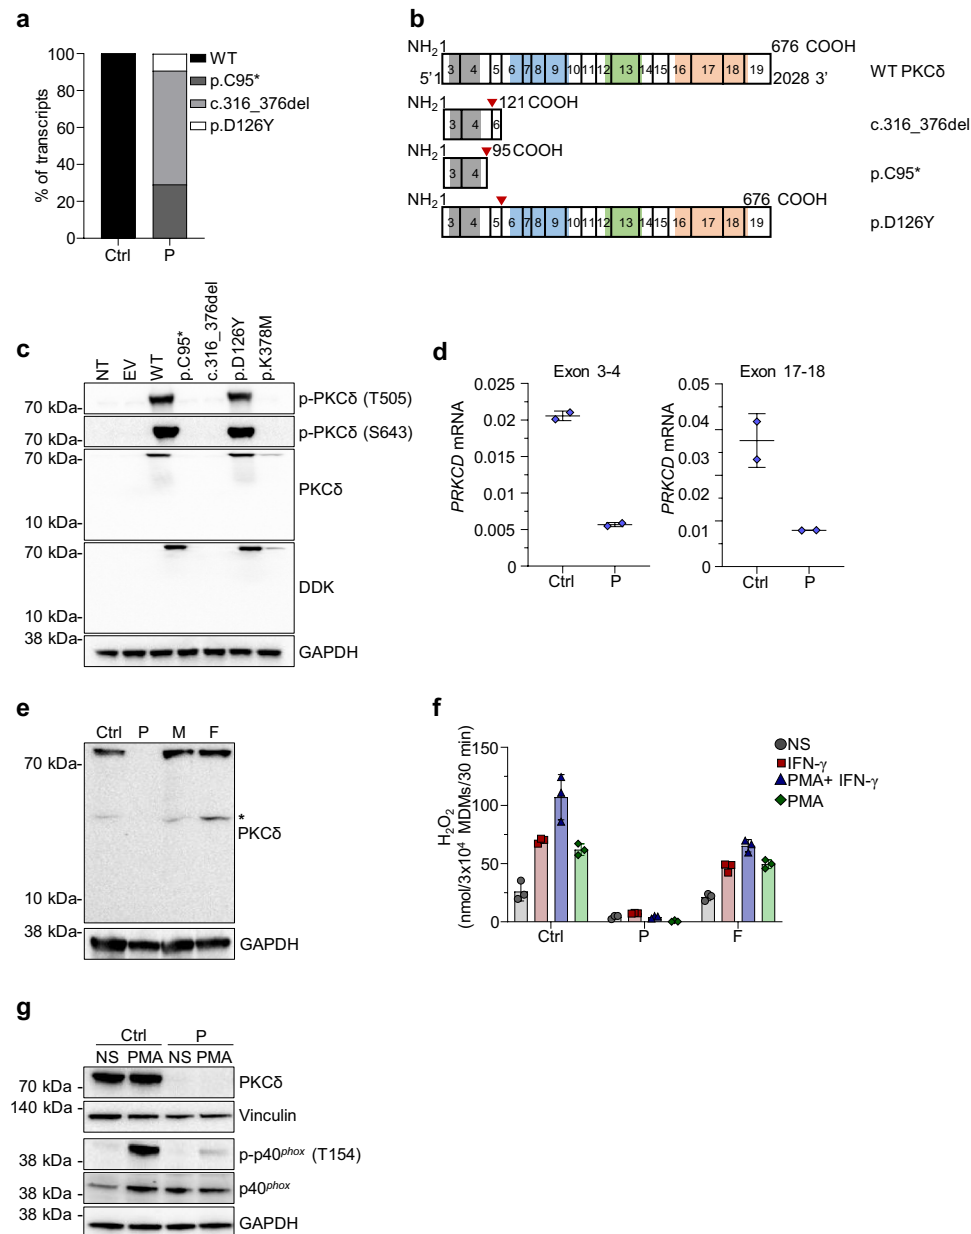 a
100
80
60
40
20
0
% of transcripts
Ctrl
P
WT
p.C95*
c.316_376del
p.D126Y
b
NH₂ 1
676 COOH
5' 1
3 4 5 6 7 8 9 10 11 12 13 14 15 16 17 18 19
2028 3'
WT PKCδ
NH₂ 1
121 COOH
3 4 6
c.316_376del
NH₂ 1
95 COOH
3 4
p.C95*
NH₂ 1
676 COOH
3 4 5 6 7 8 9 10 11 12 13 14 15 16 17 18 19
p.D126Y
c
NT
EV
WT
p.C95*
c.316_376del
p.D126Y
p.K378M
70 kDa-
p-PKCδ (T505)
70 kDa-
p-PKCδ (S643)
70 kDa-
PKCδ
10 kDa-
70 kDa-
DDK
10 kDa-
38 kDa-
GAPDH
d
Exon 3-4
0.025
0.02
0.015
0.01
0.005
0
PRKCD mRNA
Ctrl
P
Exon 17-18
0.05
0.04
0.03
0.02
0.01
0
PRKCD mRNA
Ctrl
P
e
Ctrl P M F
70 kDa-
*
PKCδ
10 kDa-
38 kDa-
GAPDH
f
150
100
50
0
H₂O₂
(nmol/3x10⁴ MDMs/30 min)
Ctrl
P
F
NS
IFN-γ
PMA+ IFN-γ
PMA
g
Ctrl P
NS PMA NS PMA
70 kDa -
PKCδ
140 kDa -
Vinculin
38 kDa -
p-p40phox (T154)
38 kDa -
p40phox
38 kDa -
GAPDH